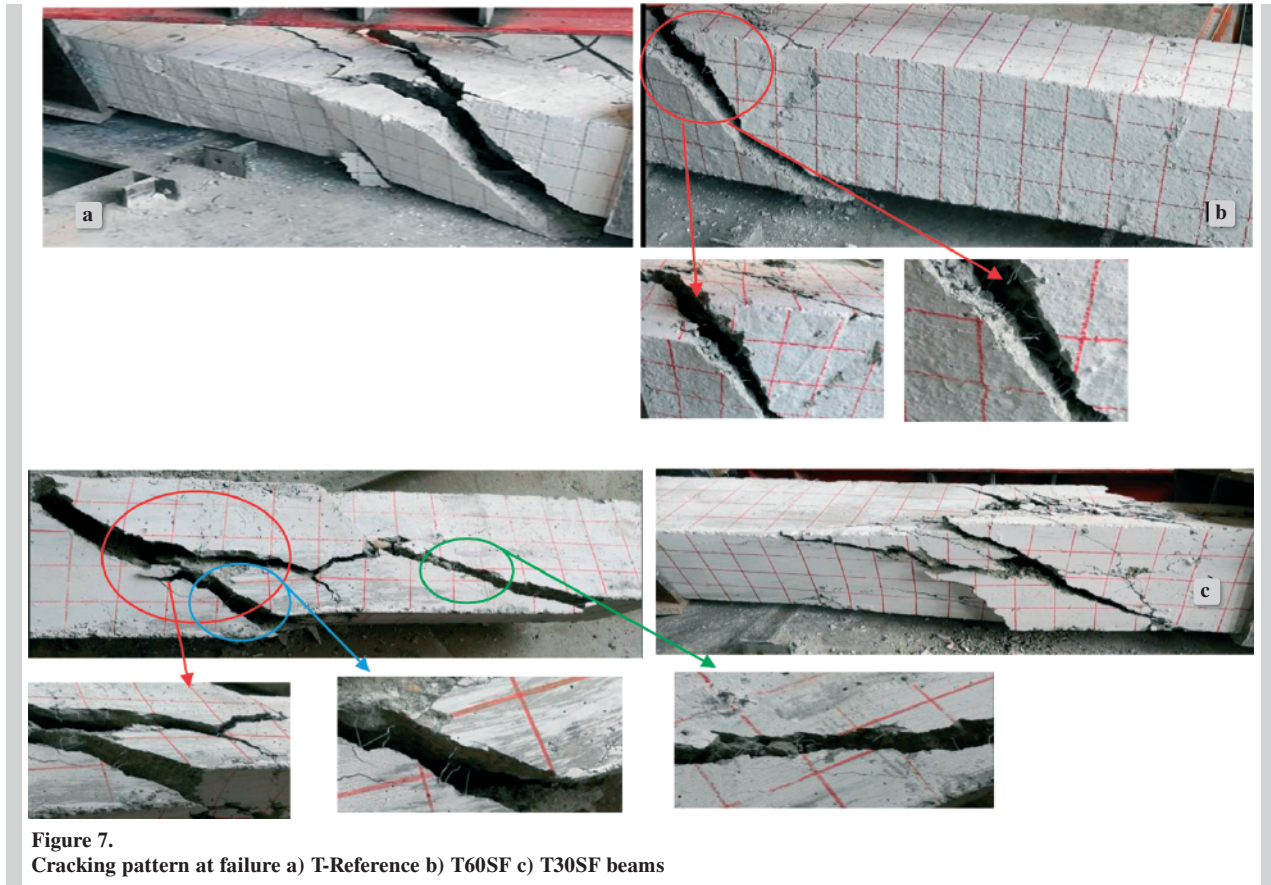 a
b
c
Figure 7.
Cracking pattern at failure a) T-Reference b) T60SF c) T30SF beams